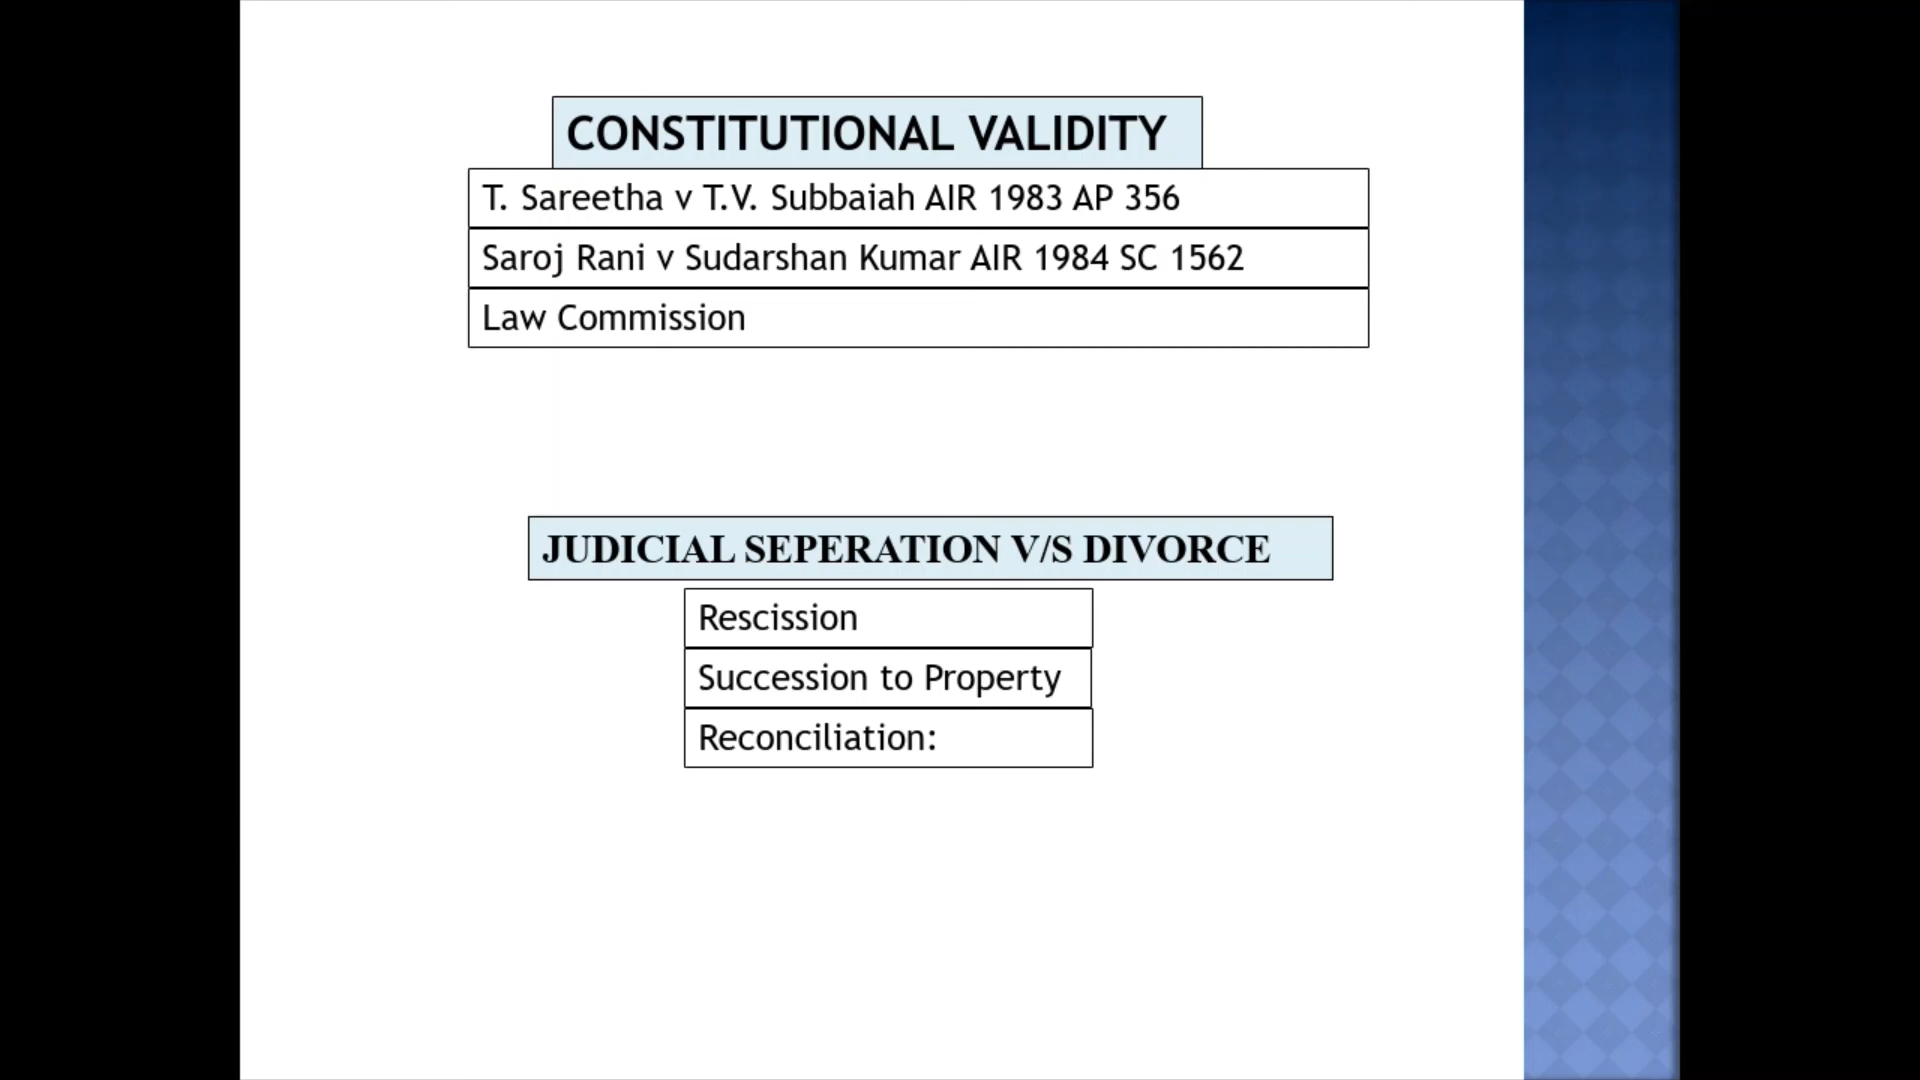 CONSTITUTIONAL VALIDITY
T. Sareetha v T.V. Subbaiah AIR 1983 AP 356
Saroj Rani v Sudarshan Kumar AIR 1984 SC 1562
Law Commission
JUDICIAL SEPERATION V/S DIVORCE
Rescission
Succession to Property
Reconciliation: